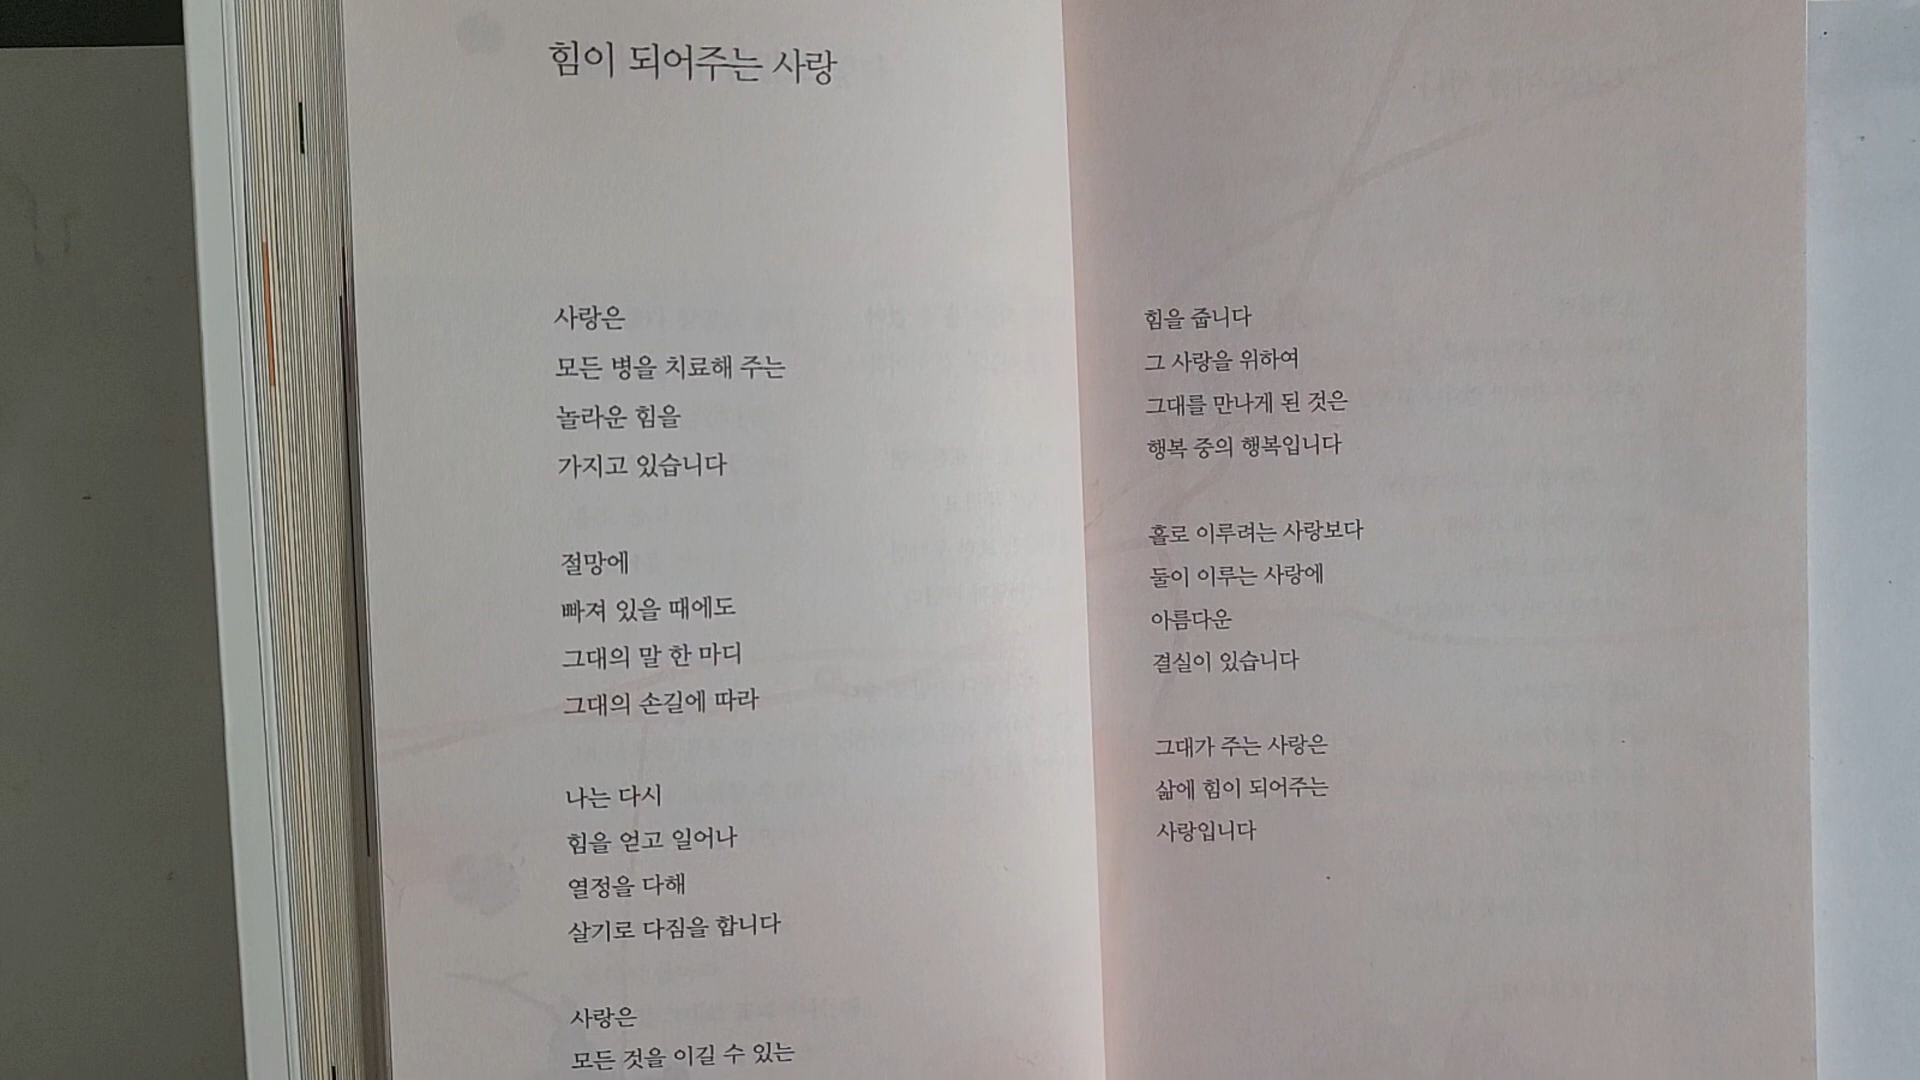 힘이 되어주는 사랑
사랑은
모든 병을 치료해 주는
놀라운 힘을
가지고 있습니다
절망에
빠져 있을 때에도
그대의 말 한 마디
그대의 손길에 따라
나는 다시
힘을 얻고 일어나
열정을 다해
살기로 다짐을 합니다
사랑은
모든 것을 이길 수 있는
힘을 줍니다
그 사랑을 위하여
그대를 만나게 된 것은
행복 중의 행복입니다
홀로 이루려는 사랑보다
둘이 이루는 사랑에
아름다운
결실이 있습니다
그대가 주는 사랑은
삶에 힘이 되어주는
사랑입니다